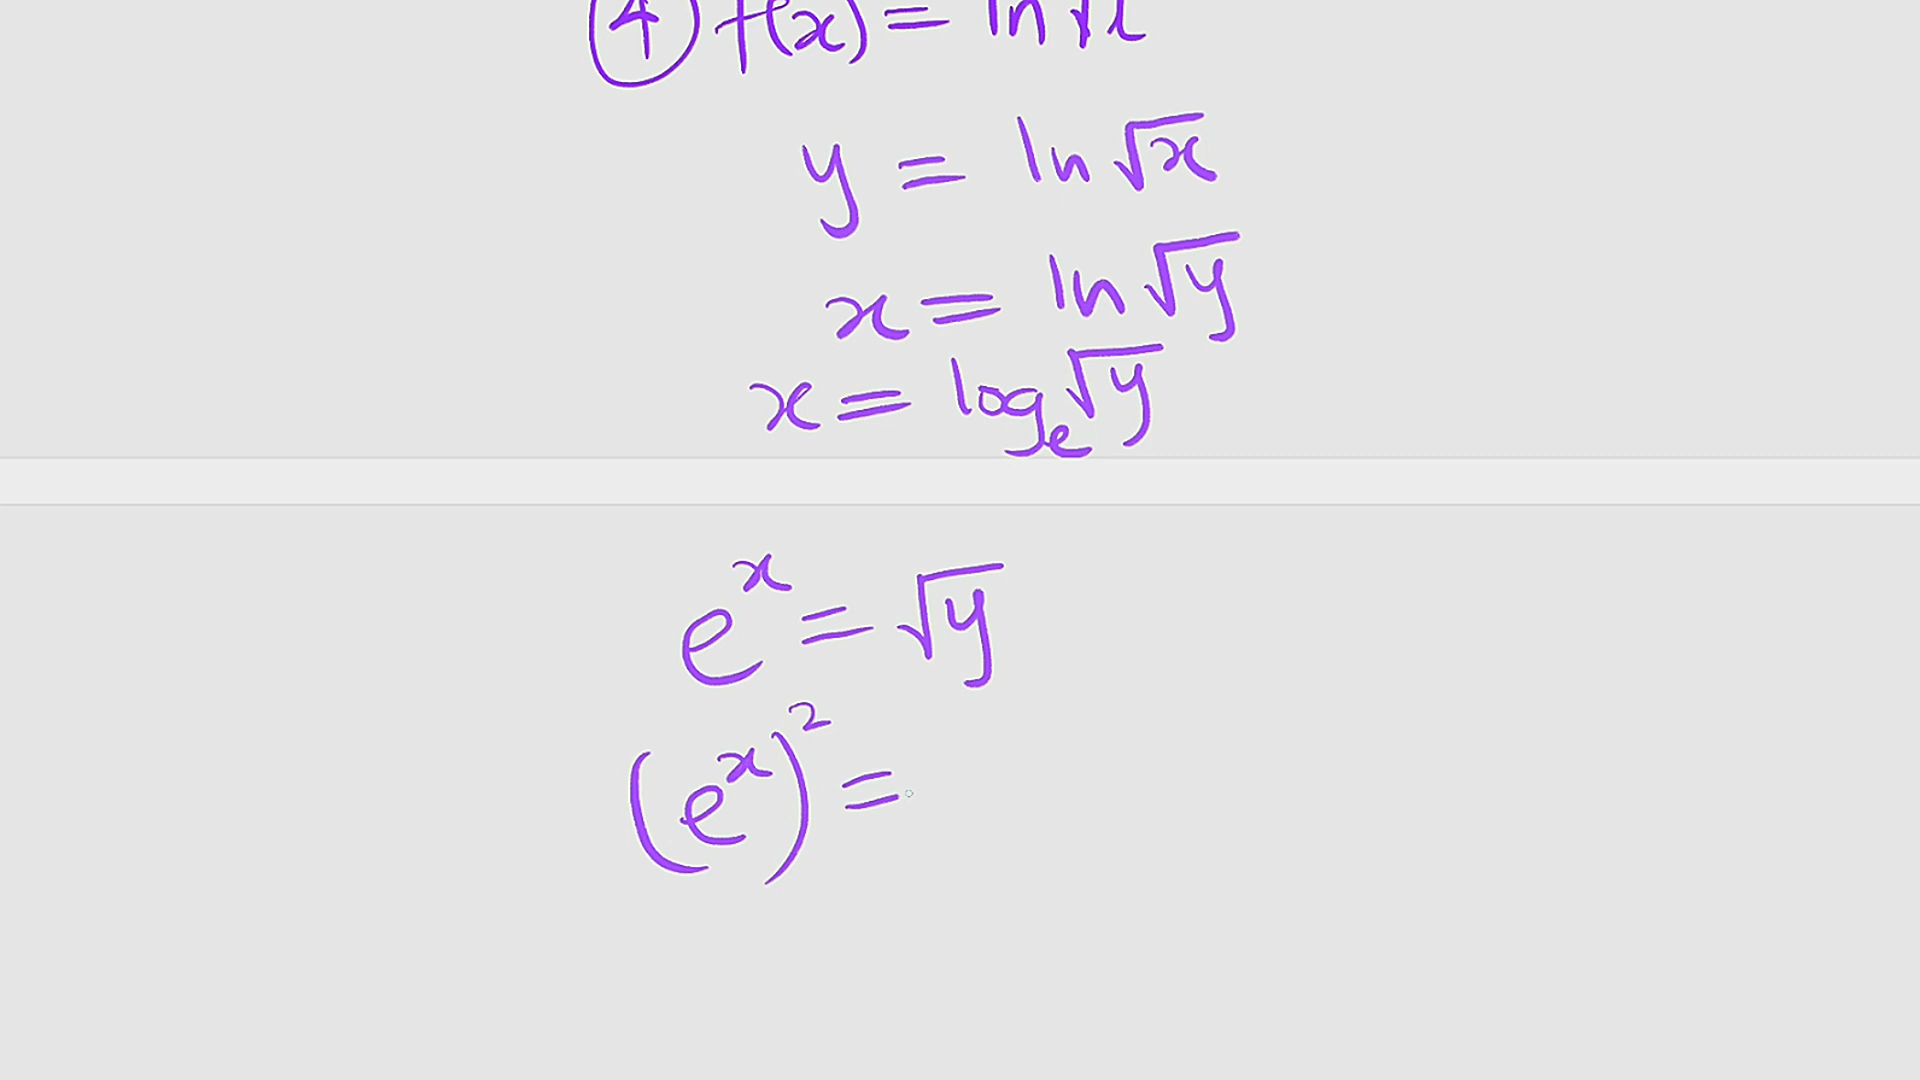 ④ f(x) = ln √x
y = ln √x
x = ln √y
x = logₑ √y
eˣ = √y
(eˣ)² =